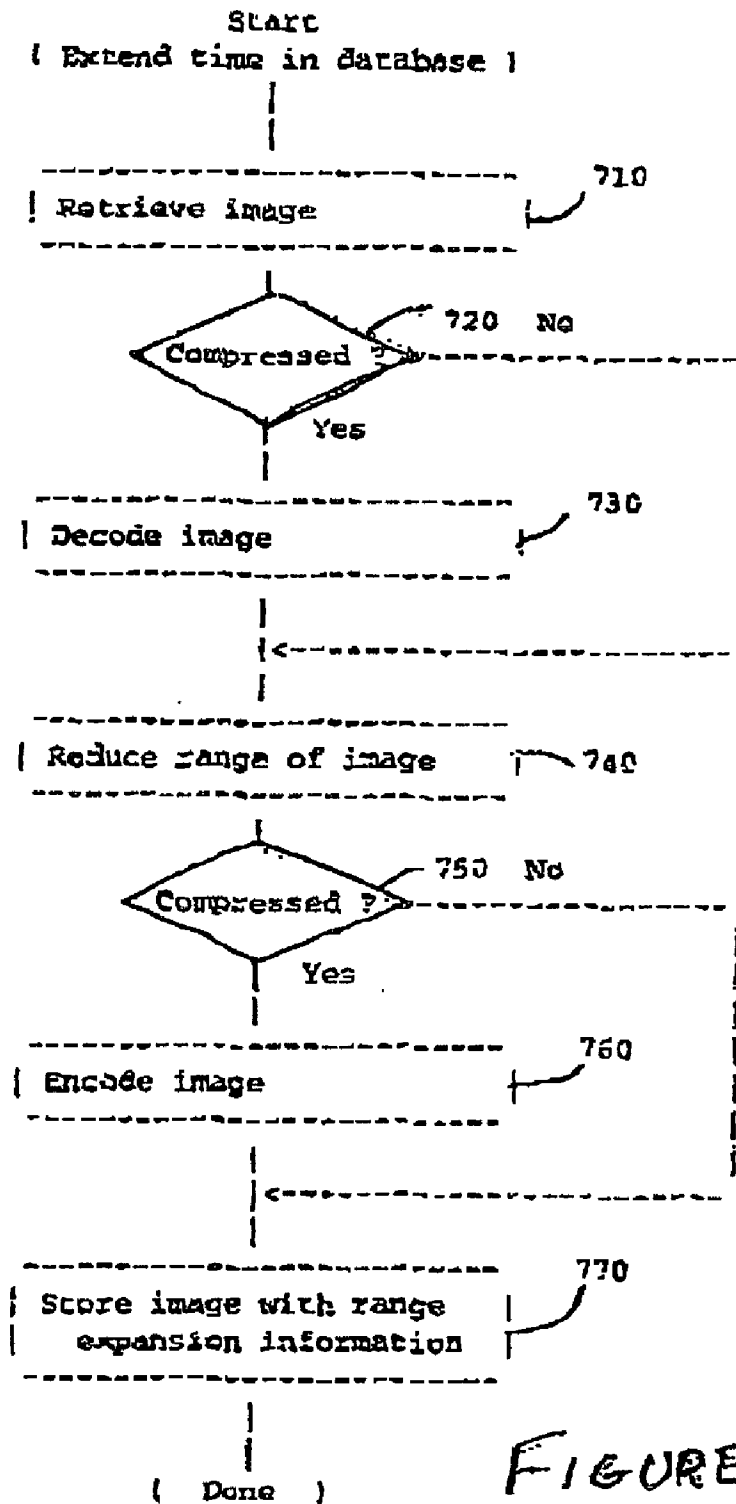 Start
( Extend time in database )
710
Retrieve image
720 No
Compressed ?
Yes
730
Decode image
Reduce range of image
740
750 No
Compressed ?
Yes
760
Encode image
770
Store image with range
expansion information
( Done )
FIGURE